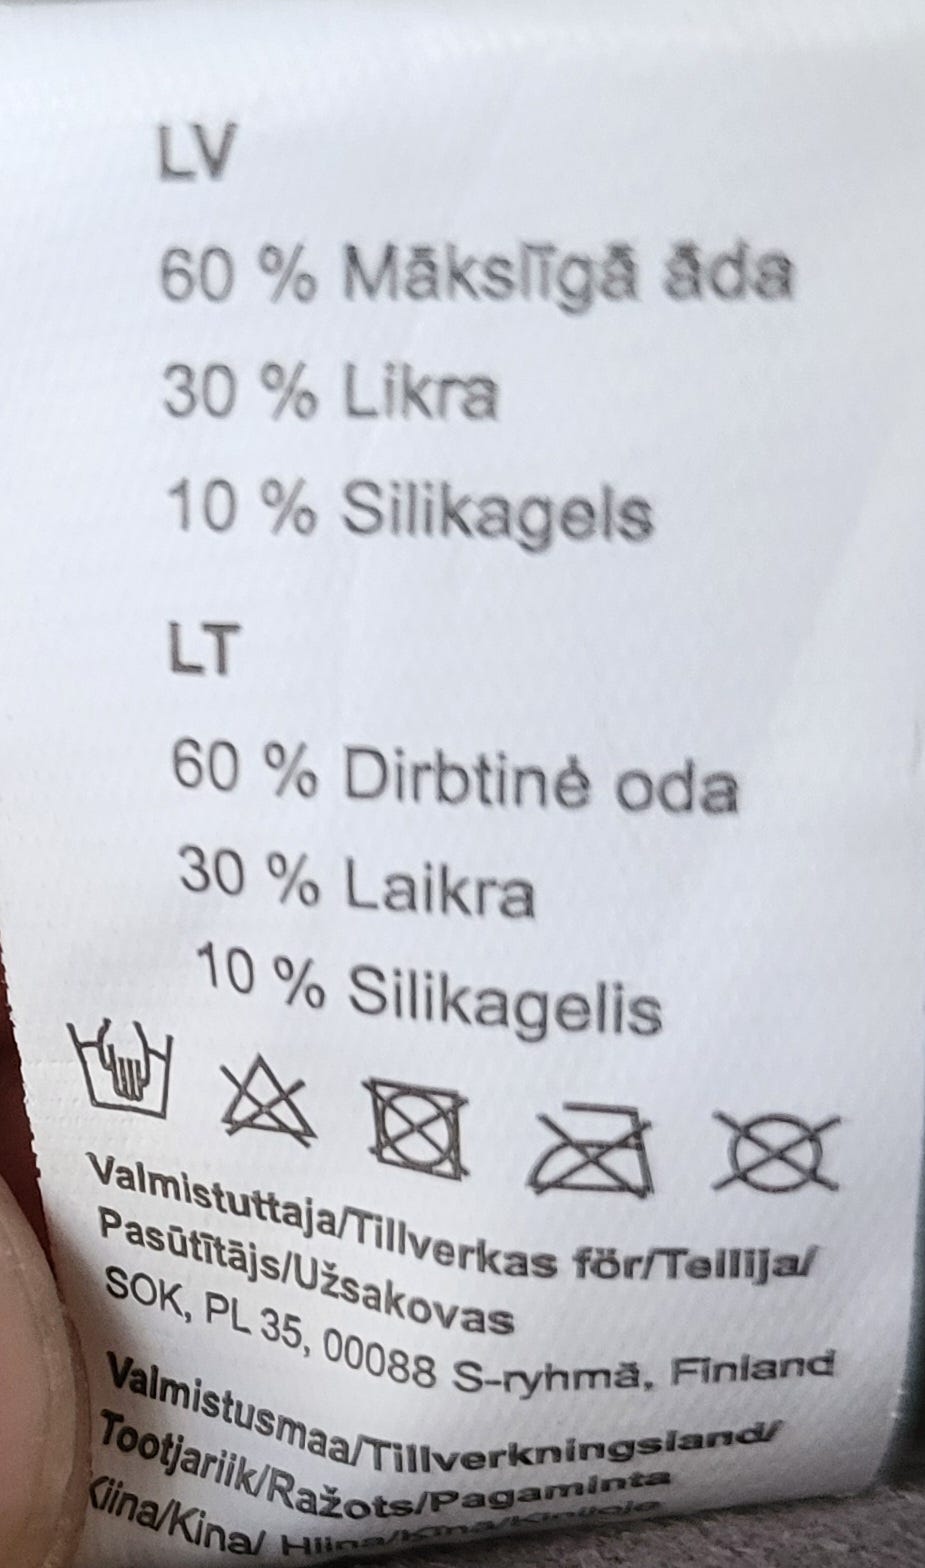 LV
60 % Mākslīgā āda
30 % Likra
10 % Silikagels
LT
60 % Dirbtinė oda
30 % Laikra
10 % Silikagelis
Valmistuttaja/Tillverkas för/Tellija/
Pasūtītājs/Užsakovas
SOK, PL 35, 00088 S-ryhmä, Finland
Valmistusmaa/Tillverkningsland/
Tootjariik/Ražots/Pagaminta
Kiina/Kina/